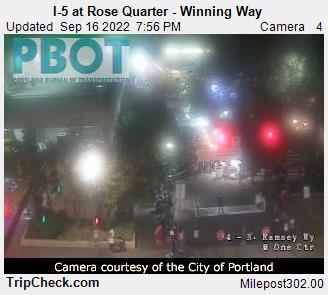 I-5 at Rose Quarter - Winning Way
Updated Sep 16 2022 7:56 PM Camera 4
PBOT
PORTLAND BUREAU OF TRANSPORTATION
4 - N. Ramsey Wy
@ One Ctr
Camera courtesy of the City of Portland
TripCheck.com Milepost302.00